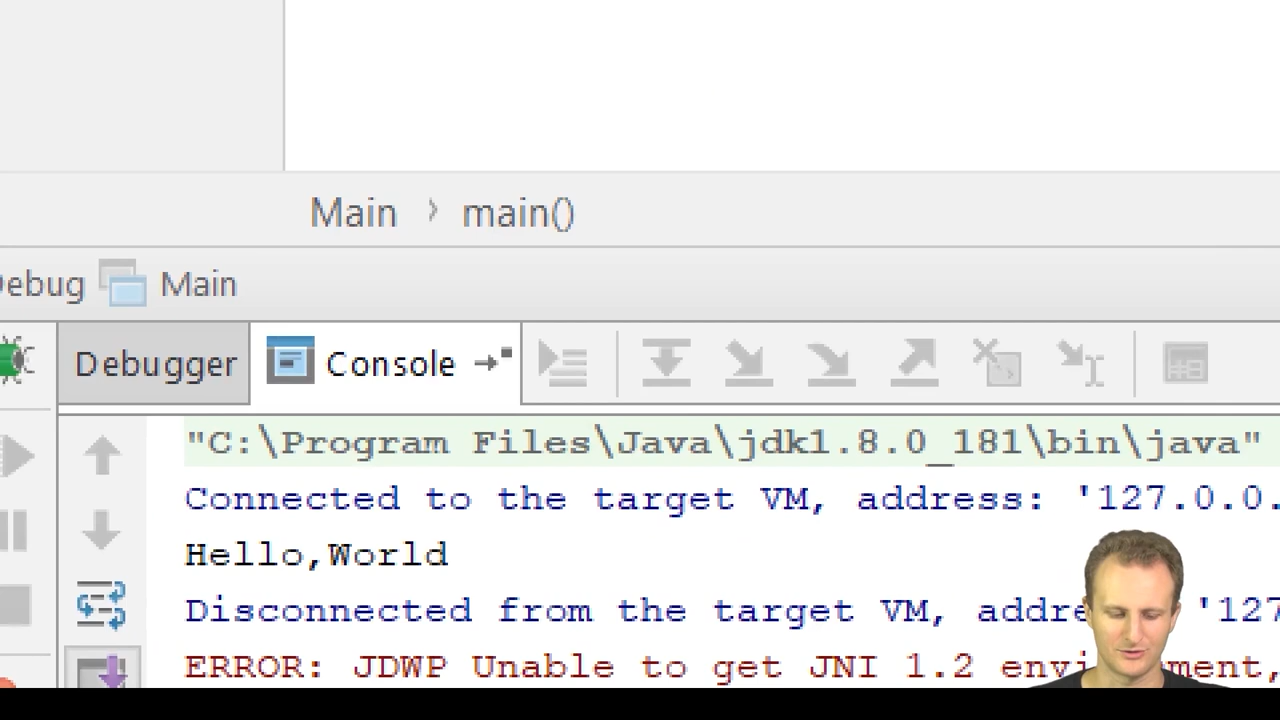 Main > main()
Debug Main
Debugger Console
"C:\Program Files\Java\jdk1.8.0_181\bin\java"
Connected to the target VM, address: '127.0.0.
Hello,World
Disconnected from the target VM, addre '127
ERROR: JDWP Unable to get JNI 1.2 envi ment,